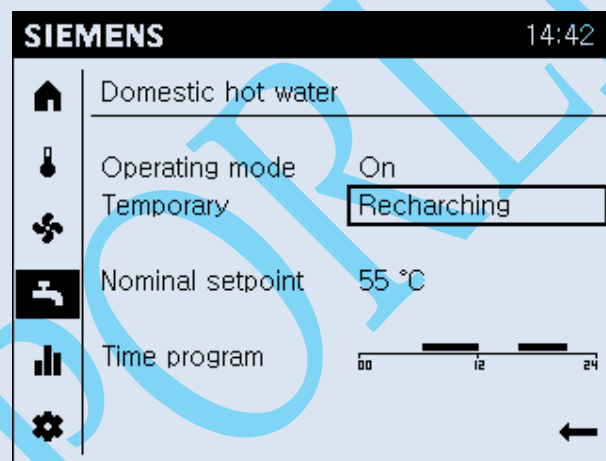 SIEMENS 14:42
Domestic hot water
Operating mode On
Temporary Recharching
Nominal setpoint 55 °C
Time program
00 12 24